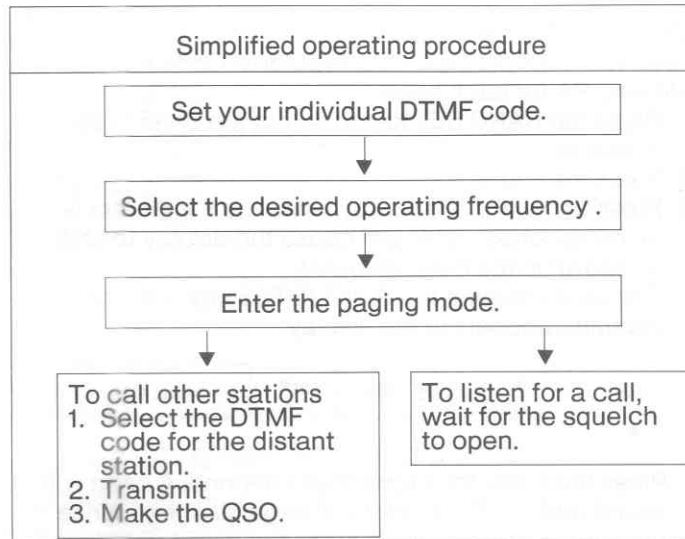 Simplified operating procedure
Set your individual DTMF code.
Select the desired operating frequency .
Enter the paging mode.
To call other stations
1. Select the DTMF
code for the distant
station.
2. Transmit
3. Make the QSO.
To listen for a call,
wait for the squelch
to open.